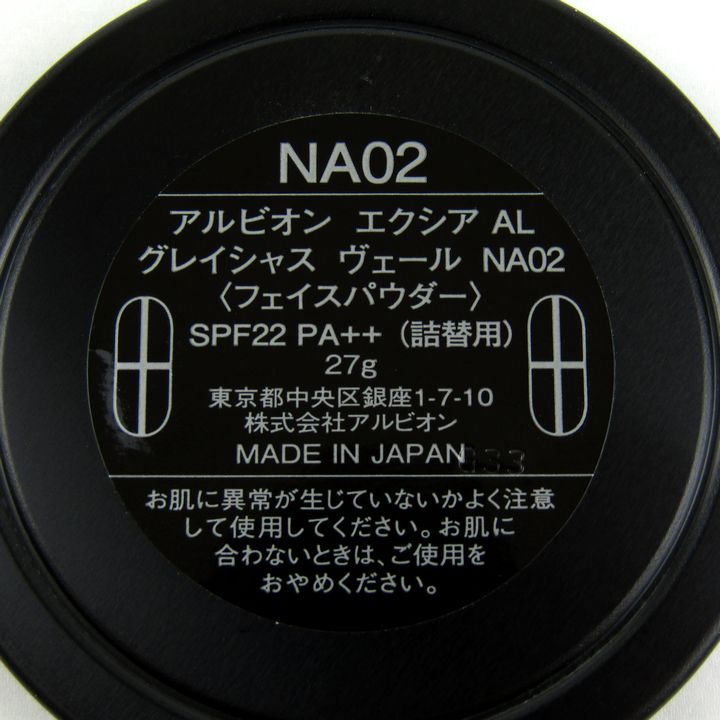 NA02
アルビオン エクシア AL
グレイシャス ヴェール NA02
〈フェイスパウダー〉
SPF22 PA++（詰替用）
27g
東京都中央区銀座1-7-10
株式会社アルビオン
MADE IN JAPAN
お肌に異常が生じていないかよく注意
して使用してください。お肌に
合わないときは、ご使用を
おやめください。